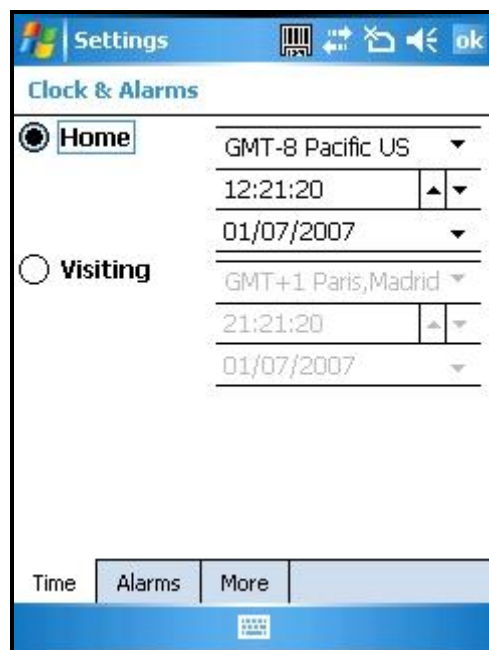 Settings
ok
Clock & Alarms
Home
GMT-8 Pacific US
12:21:20
01/07/2007
Visiting
GMT+1 Paris,Madrid
21:21:20
01/07/2007
Time Alarms More